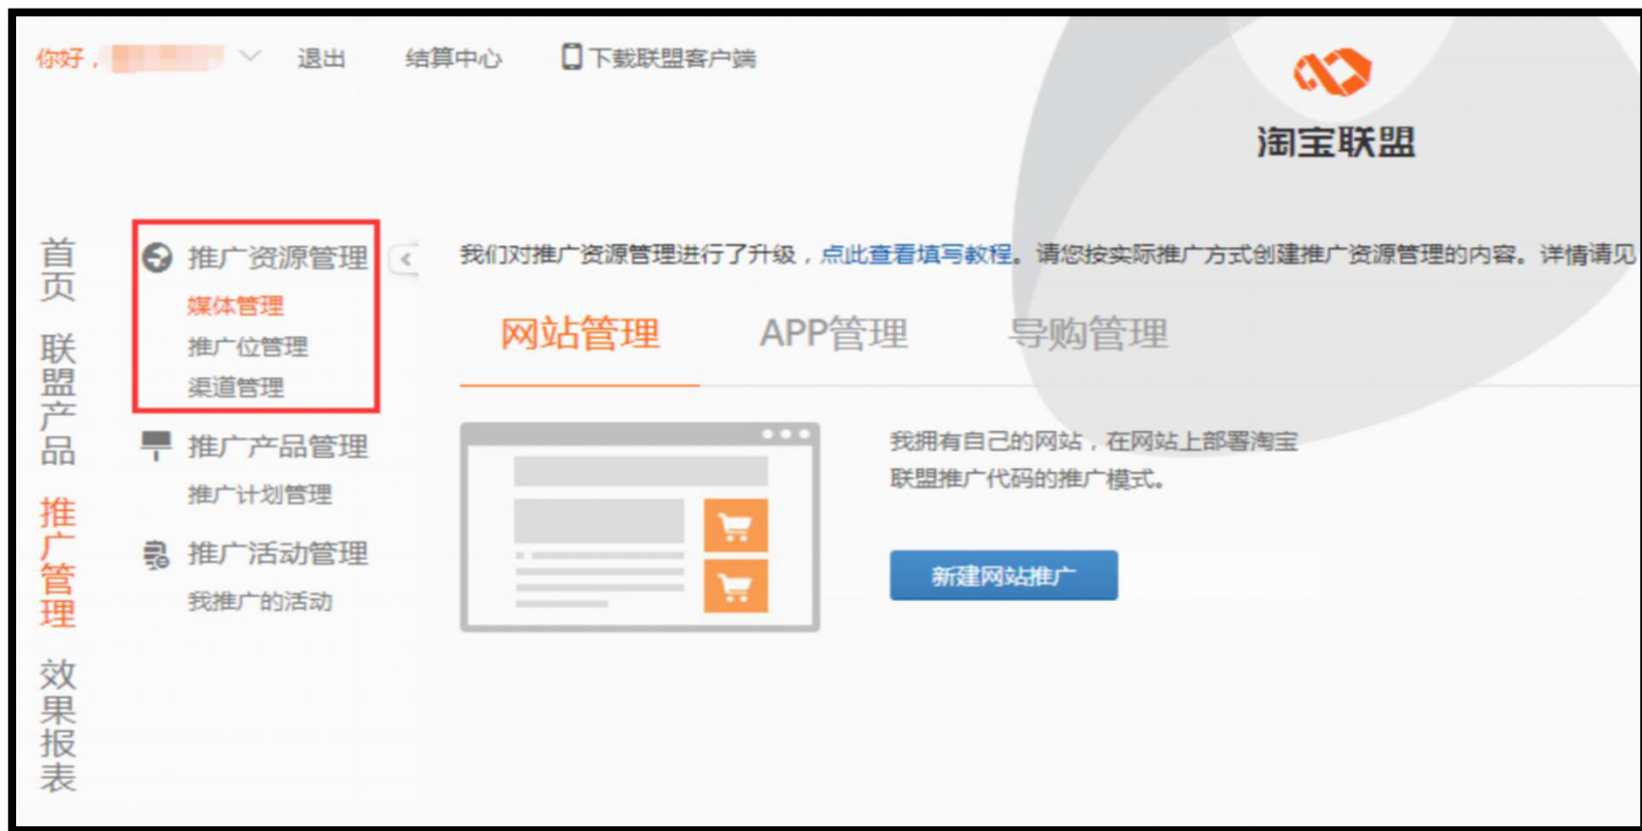 你好， 退出 结算中心 下载联盟客户端
淘宝联盟
首页
联盟产品
推广管理
效果报表
推广资源管理
媒体管理
推广位管理
渠道管理
推广产品管理
推广计划管理
推广活动管理
我推广的活动
我们对推广资源管理进行了升级，点此查看填写教程。请您按实际推广方式创建推广资源管理的内容。详情请见
网站管理 APP管理 导购管理
我拥有自己的网站，在网站上部署淘宝
联盟推广代码的推广模式。
新建网站推广